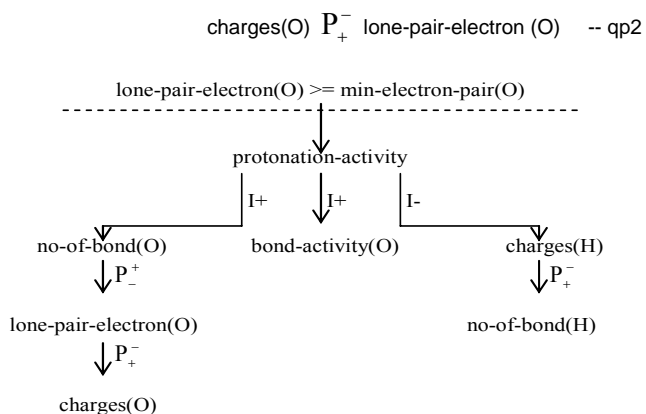 charges(O) P⁻₊ lone-pair-electron (O) -- qp2
lone-pair-electron(O) >= min-electron-pair(O)
protonation-activity
I+ I+ I-
no-of-bond(O) bond-activity(O) charges(H)
P⁺₋ P⁻₊
lone-pair-electron(O) no-of-bond(H)
P⁻₊
charges(O)